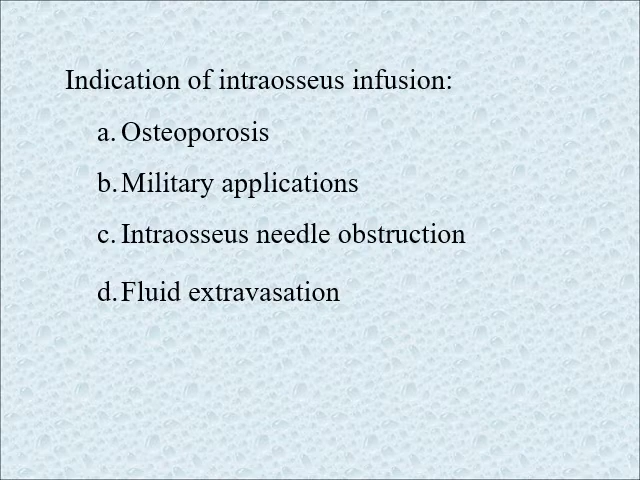 Indication of intraosseus infusion:
a. Osteoporosis
b. Military applications
c. Intraosseus needle obstruction
d. Fluid extravasation